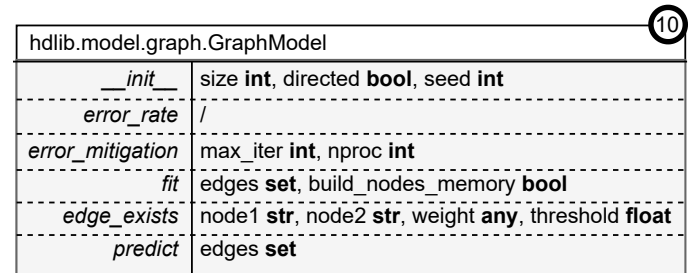 10
hdlib.model.graph.GraphModel
__init__ size int, directed bool, seed int
error_rate /
error_mitigation max_iter int, nproc int
fit edges set, build_nodes_memory bool
edge_exists node1 str, node2 str, weight any, threshold float
predict edges set